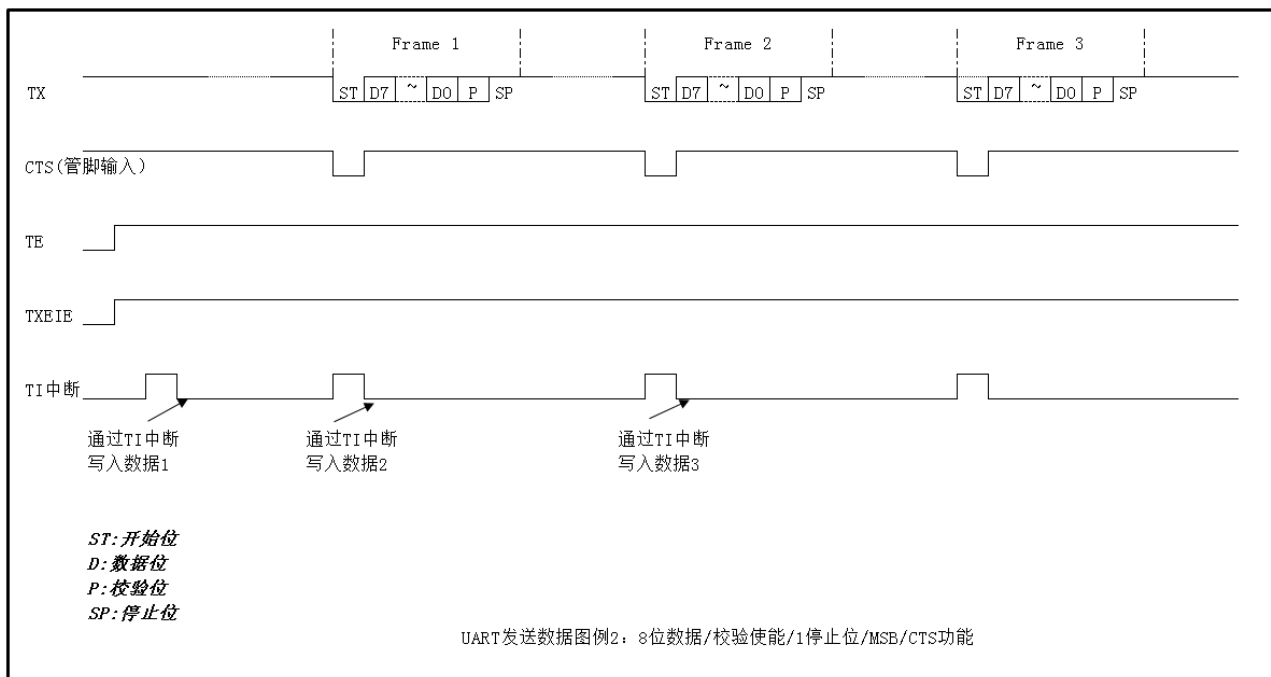 Frame 1 Frame 2 Frame 3
TX ST D7 ~ D0 P SP ST D7 ~ D0 P SP ST D7 ~ D0 P SP
CTS(管脚输入)
TE
TXEIE
TI中断
通过TI中断 通过TI中断 通过TI中断
写入数据1 写入数据2 写入数据3
ST:开始位
D:数据位
P:校验位
SP:停止位
UART发送数据图例2：8位数据/校验使能/1停止位/MSB/CTS功能